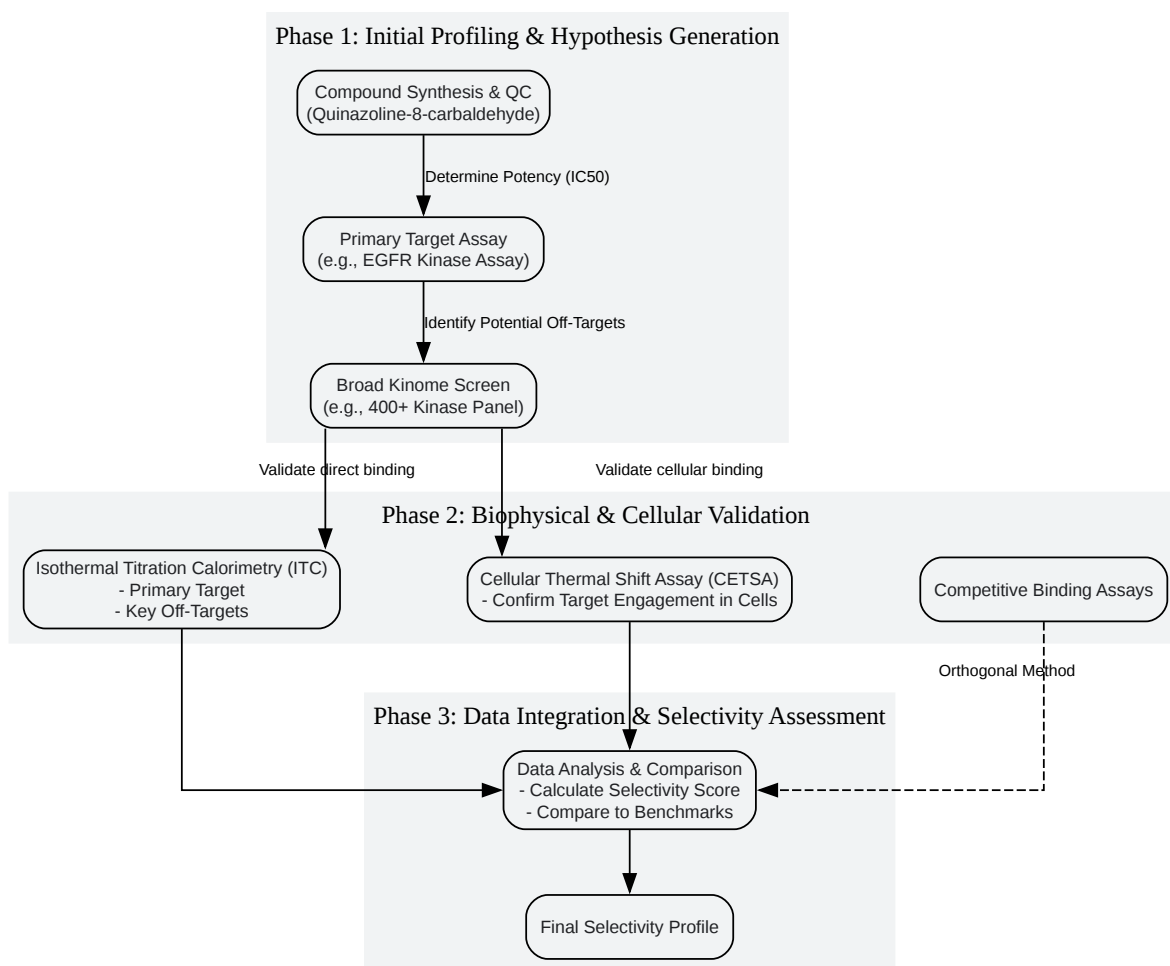 Phase 1: Initial Profiling & Hypothesis Generation
Compound Synthesis & QC
(Quinazoline-8-carbaldehyde)
Determine Potency (IC50)
Primary Target Assay
(e.g., EGFR Kinase Assay)
Identify Potential Off-Targets
Broad Kinome Screen
(e.g., 400+ Kinase Panel)
Validate direct binding
Validate cellular binding
Phase 2: Biophysical & Cellular Validation
Isothermal Titration Calorimetry (ITC)
- Primary Target
- Key Off-Targets
Cellular Thermal Shift Assay (CETSA)
- Confirm Target Engagement in Cells
Competitive Binding Assays
Orthogonal Method
Phase 3: Data Integration & Selectivity Assessment
Data Analysis & Comparison
- Calculate Selectivity Score
- Compare to Benchmarks
Final Selectivity Profile